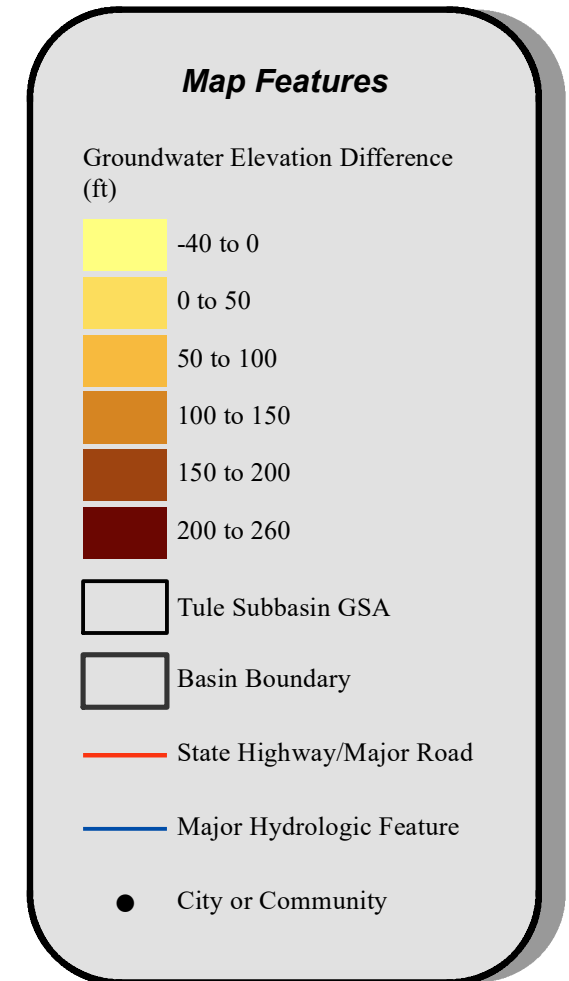 Map Features
Groundwater Elevation Difference
(ft)
-40 to 0
0 to 50
50 to 100
100 to 150
150 to 200
200 to 260
Tule Subbasin GSA
Basin Boundary
State Highway/Major Road
Major Hydrologic Feature
City or Community